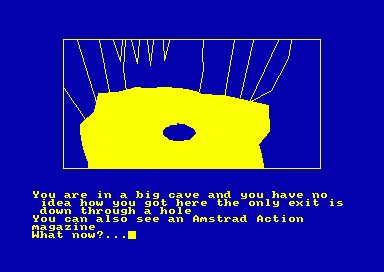 You are in a big cave and you have no
idea how you got here the only exit is
down through a hole
You can also see an Amstrad Action
magazine
What now?...